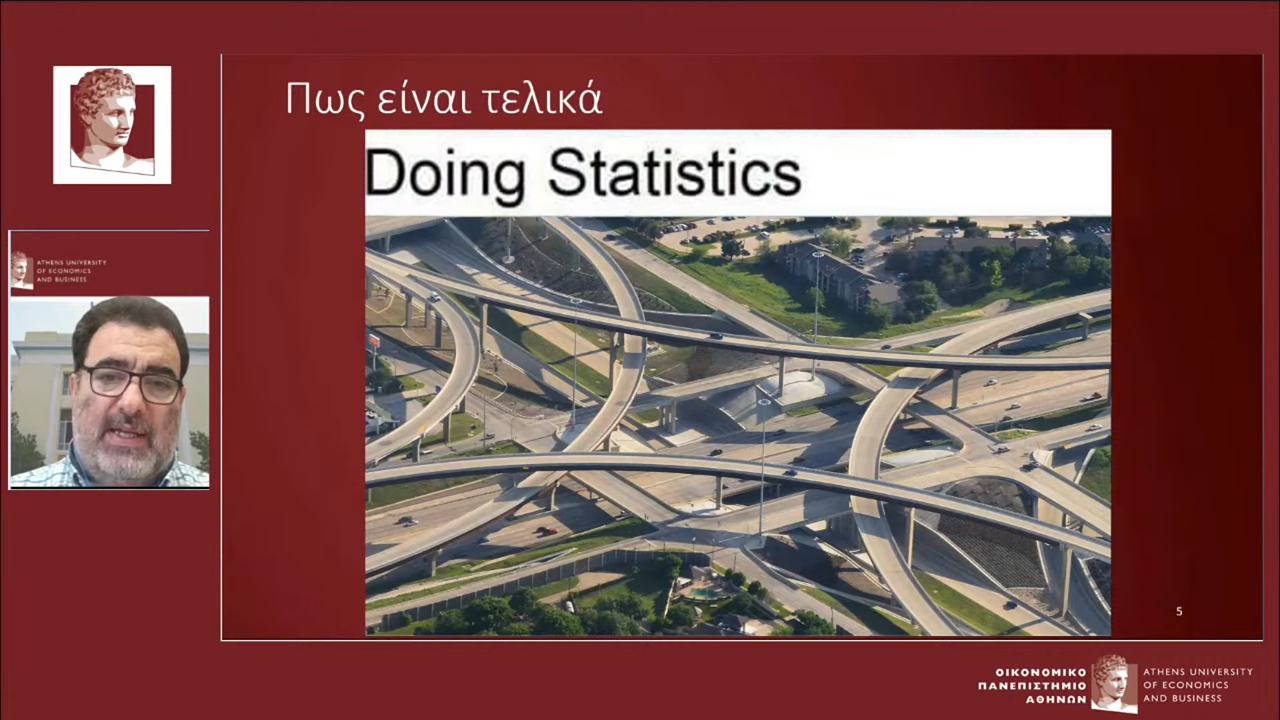 Πως είναι τελικά
Doing Statistics
ATHENS UNIVERSITY
OF ECONOMICS
AND BUSINESS
5
ΟΙΚΟΝΟΜΙΚΟ
ΠΑΝΕΠΙΣΤΗΜΙΟ
ΑΘΗΝΩΝ
ATHENS UNIVERSITY
OF ECONOMICS
AND BUSINESS